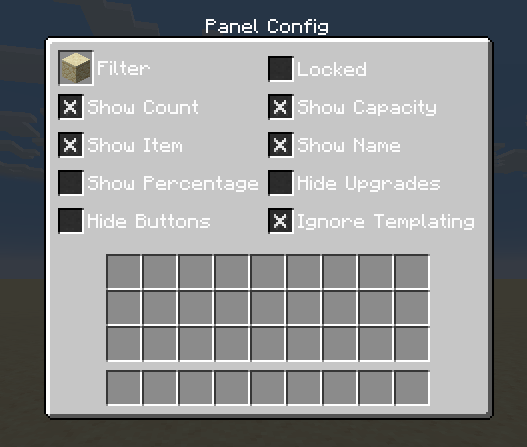 Panel Config
Filter
Locked
Show Count
Show Capacity
Show Item
Show Name
Show Percentage
Hide Upgrades
Hide Buttons
Ignore Templating